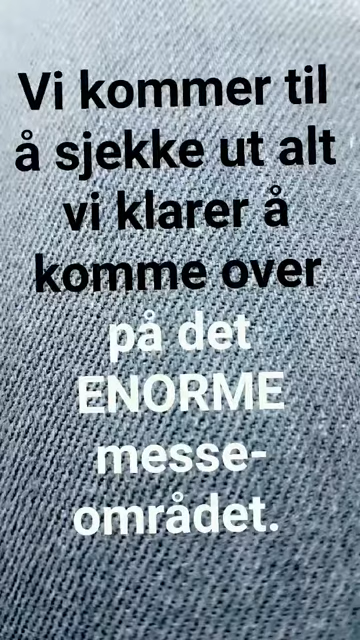 Vi kommer til
å sjekke ut alt
vi klarer å
komme over
på det
ENORME
messe-
området.